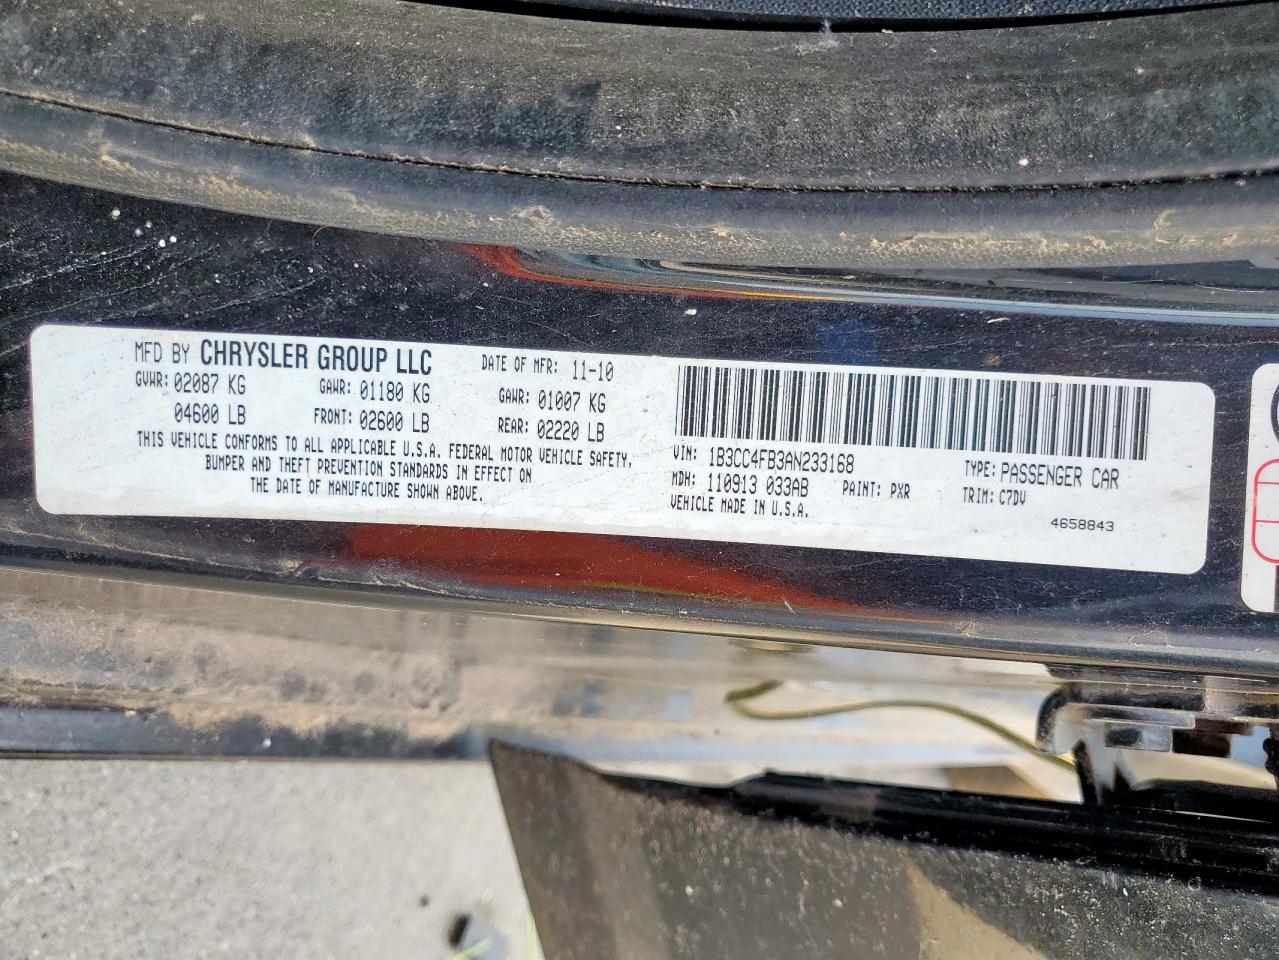 MFD BY CHRYSLER GROUP LLC DATE OF MFR: 11-10
GVWR: 02087 KG GAWR: 01180 KG GAWR: 01007 KG
04600 LB FRONT: 02600 LB REAR: 02220 LB
THIS VEHICLE CONFORMS TO ALL APPLICABLE U.S.A. FEDERAL MOTOR VEHICLE SAFETY,
BUMPER AND THEFT PREVENTION STANDARDS IN EFFECT ON
THE DATE OF MANUFACTURE SHOWN ABOVE.
VIN: 1B3CC4FB3AN233168 TYPE: PASSENGER CAR
MDH: 110913 033AB PAINT: PXR TRIM: C7DV
VEHICLE MADE IN U.S.A.
4658843